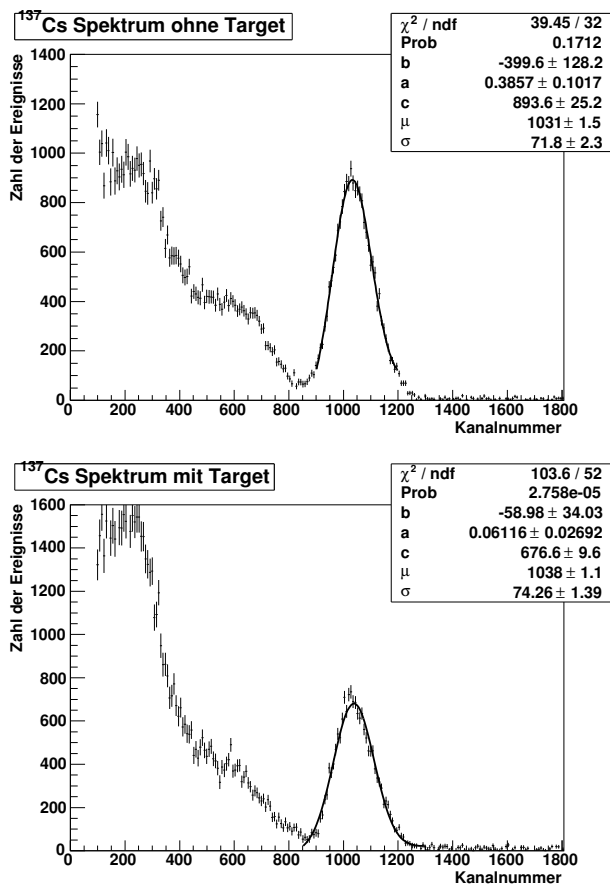 137Cs Spektrum ohne Target
χ² / ndf 39.45 / 32
Prob 0.1712
b -399.6 ± 128.2
a 0.3857 ± 0.1017
c 893.6 ± 25.2
μ 1031 ± 1.5
σ 71.8 ± 2.3
Zahl der Ereignisse
1400
1200
1000
800
600
400
200
0
0 200 400 600 800 1000 1200 1400 1600 1800
Kanalnummer
137Cs Spektrum mit Target
χ² / ndf 103.6 / 52
Prob 2.758e-05
b -58.98 ± 34.03
a 0.06116 ± 0.02692
c 676.6 ± 9.6
μ 1038 ± 1.1
σ 74.26 ± 1.39
Zahl der Ereignisse
1600
1400
1200
1000
800
600
400
200
0
0 200 400 600 800 1000 1200 1400 1600 1800
Kanalnummer